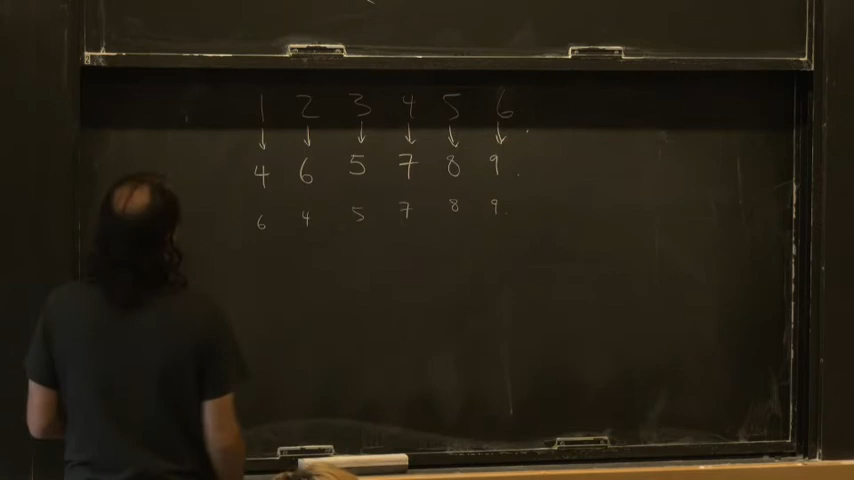 1 2 3 4 5 6
↓ ↓ ↓ ↓ ↓ ↓ .
4 6 5 7 8 9 .
6 4 5 7 8 9 .